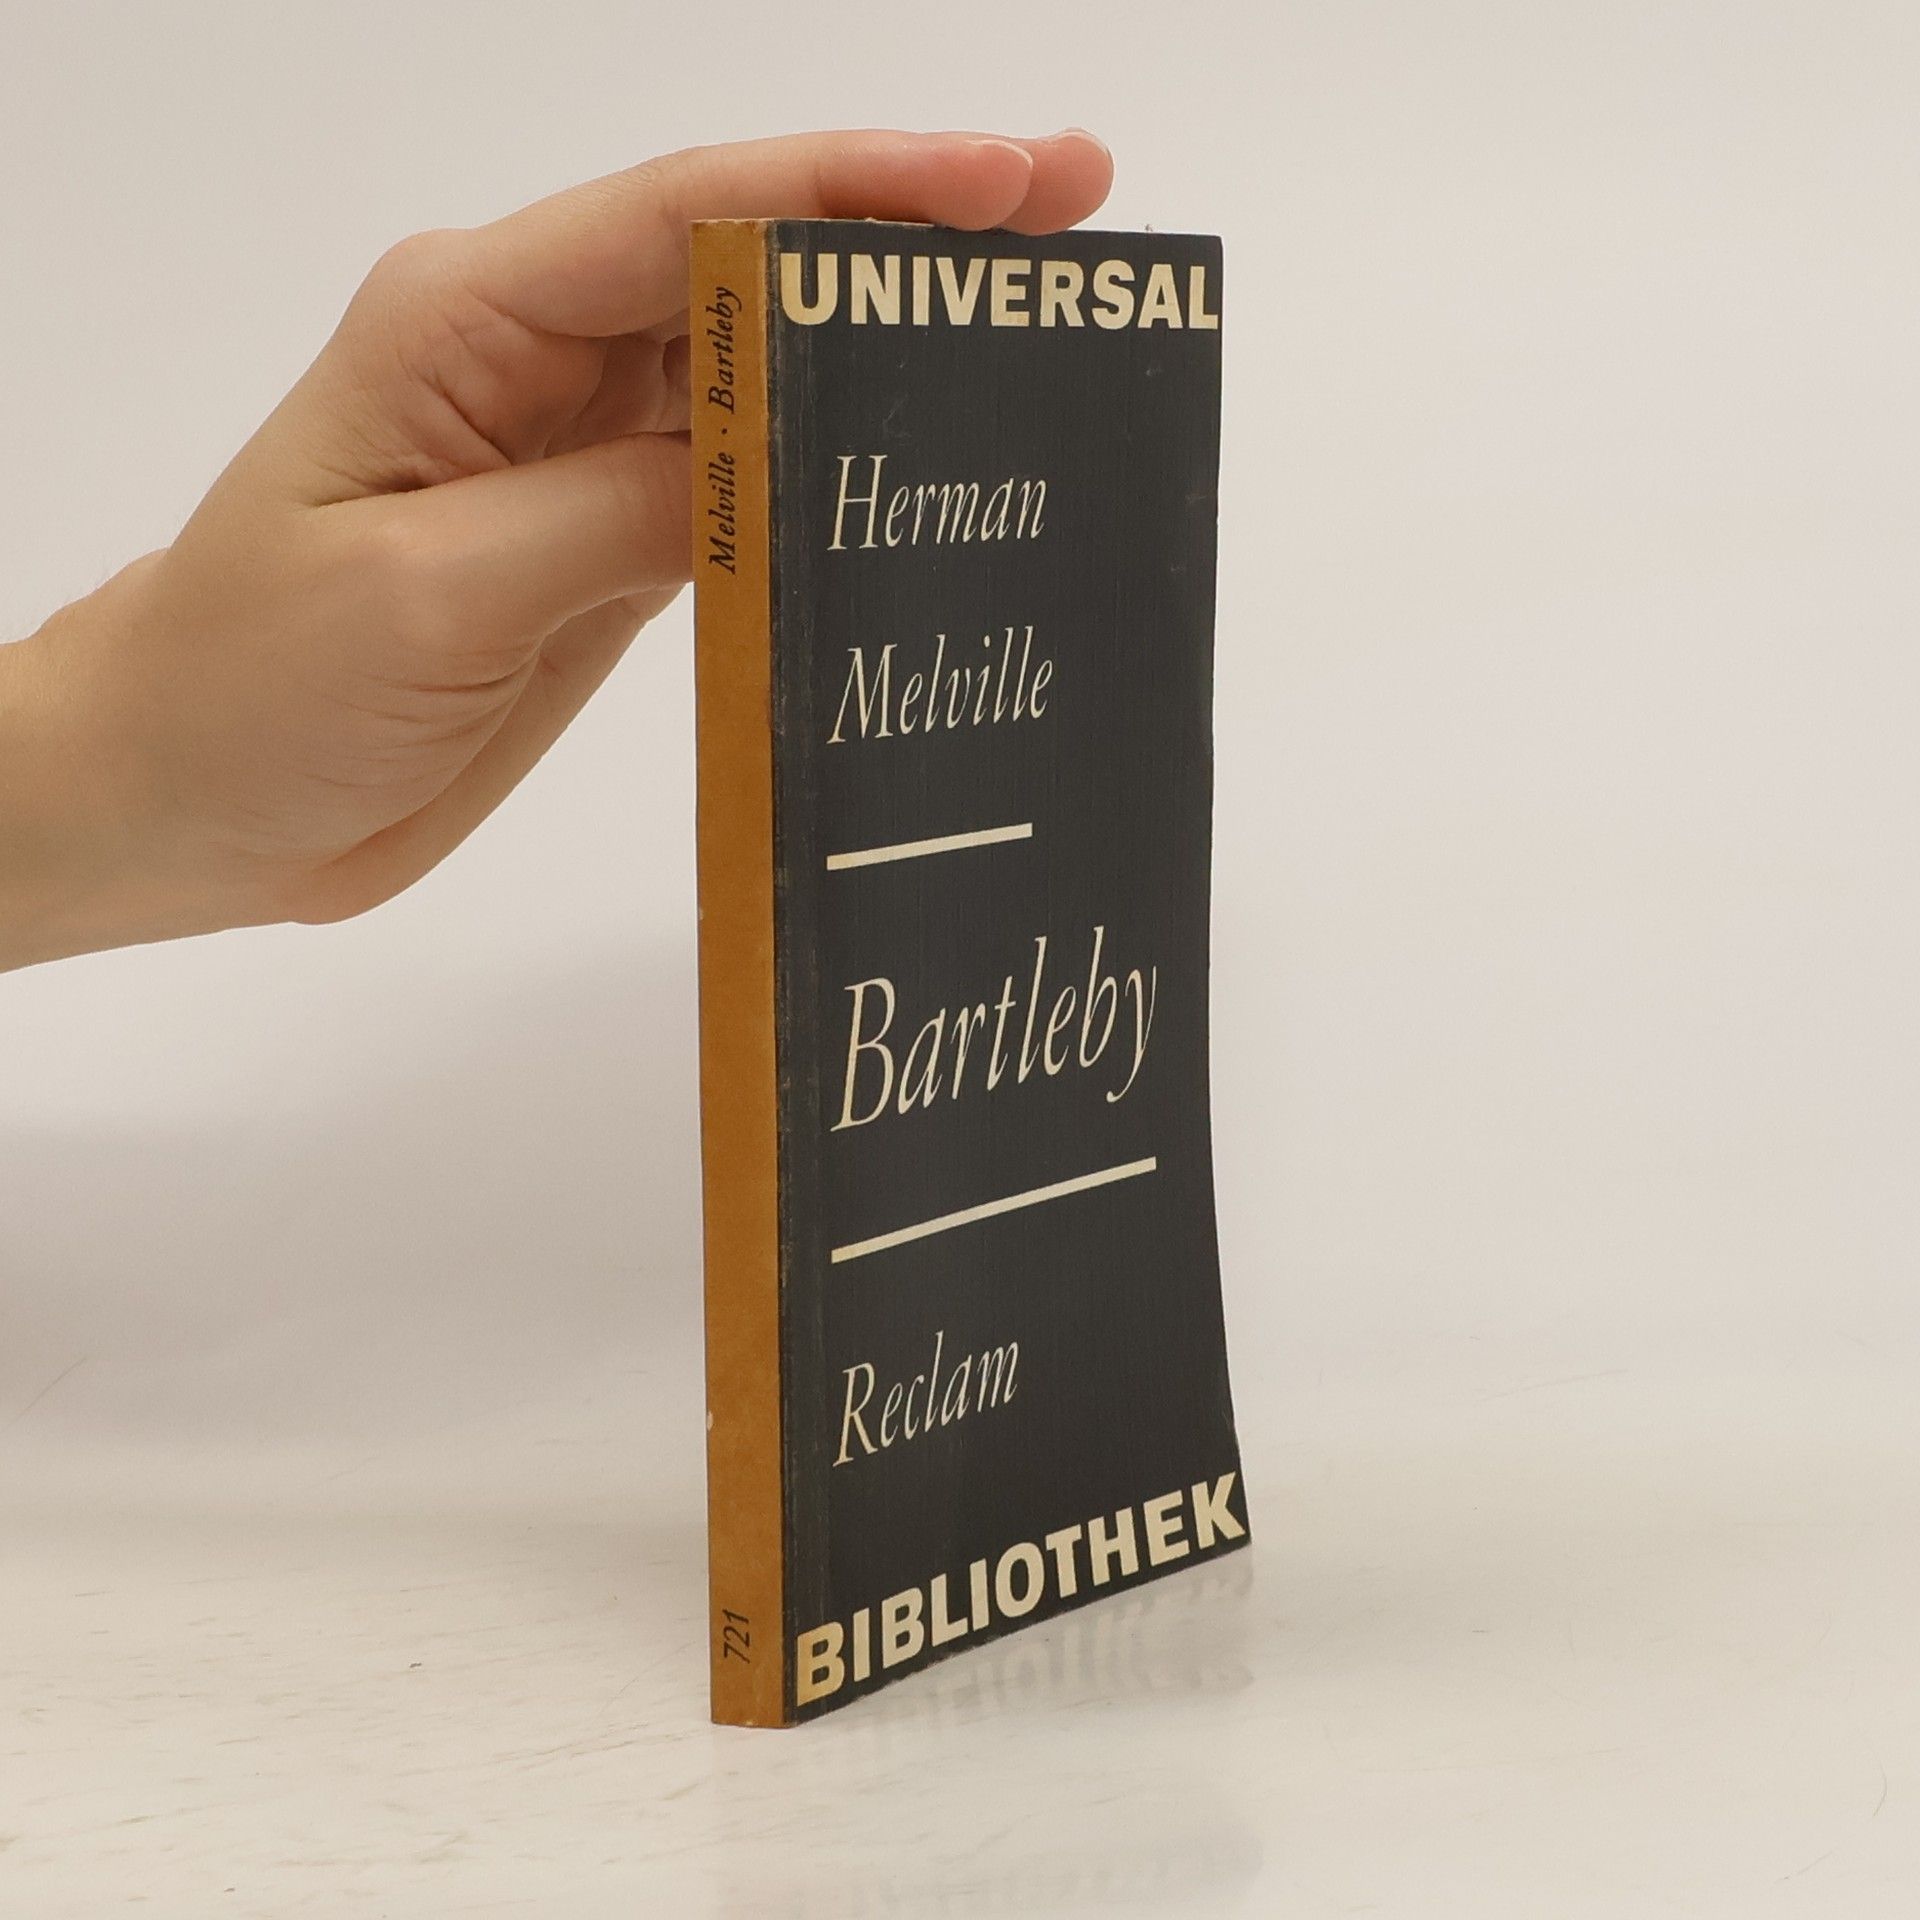 Melville · Bartleby
721
UNIVERSAL
Herman
Melville
Bartleby
Reclam
BIBLIOTHEK